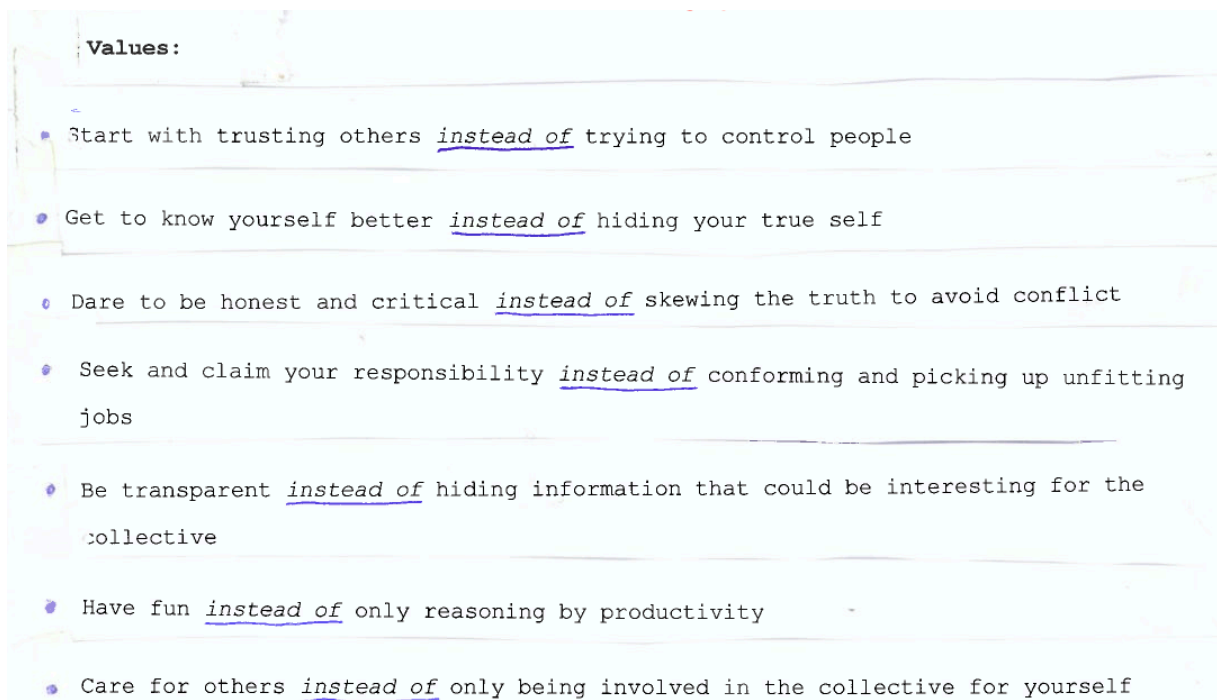 Values:
Start with trusting others instead of trying to control people
Get to know yourself better instead of hiding your true self
Dare to be honest and critical instead of skewing the truth to avoid conflict
Seek and claim your responsibility instead of conforming and picking up unfitting
jobs
Be transparent instead of hiding information that could be interesting for the
collective
Have fun instead of only reasoning by productivity
Care for others instead of only being involved in the collective for yourself